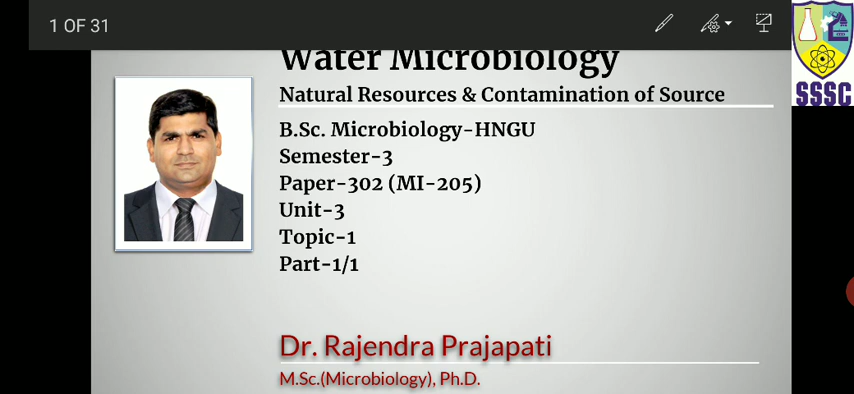 1 OF 31
SSSC
Water Microbiology
Natural Resources & Contamination of Source
B.Sc. Microbiology-HNGU
Semester-3
Paper-302 (MI-205)
Unit-3
Topic-1
Part-1/1
Dr. Rajendra Prajapati
M.Sc.(Microbiology), Ph.D.